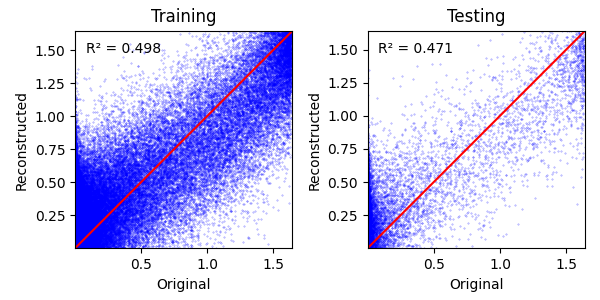 Training
R² = 0.498
1.50
1.25
1.00
0.75
0.50
0.25
Reconstructed
0.5
1.0
1.5
Original
Testing
R² = 0.471
1.50
1.25
1.00
0.75
0.50
0.25
Reconstructed
0.5
1.0
1.5
Original